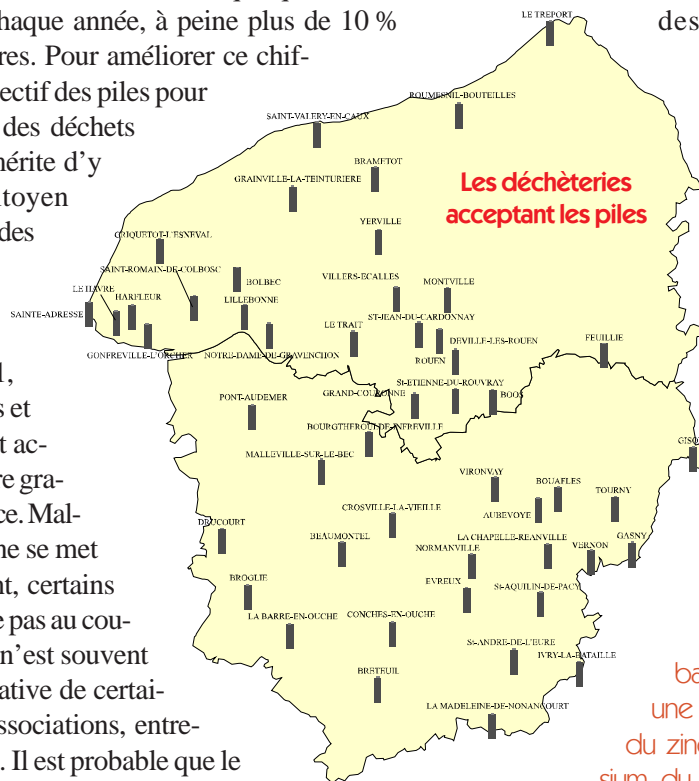 haque année, à peine plus de 10 %
res. Pour améliorer ce chif-
ectif des piles pour
des déchets
érite d'y
toyen
des
1,
s et
t ac-
re gra-
ce. Mal-
ne se met
nt, certains
e pas au cou-
n'est souvent
ative de certai-
ssociations, entre-
. Il est probable que le
des
LE TREPORT
ROUMESNIL-BOUTEILLES
SAINT-VALERY-EN-CAUX
BRAMETOT
GRAINVILLE-LA-TEINTURIERE
Les déchèteries
acceptant les piles
YERVILLE
CRIQUETOT-L'ESNEVAL
SAINT-ROMAIN-DE-COLBOSC
BOLBEC
VILLERS-ECALLES
MONTVILLE
LE HAVRE
HARFLEUR
LILLEBONNE
SAINTE-ADRESSE
ST-JEAN-DU-CARDONNAY
LE TRAIT
DEVILLE-LES-ROUEN
FEUILLIE
GONFREVILLE-L'ORCHER
NOTRE-DAME-DE-GRAVENCHON
ROUEN
St-ETIENNE-DU-ROUVRAY
PONT-AUDEMER
GRAND-COURONNE
BOOS
BOURGTHEROULDE-INFREVILLE
GISO
MALLEVILLE-SUR-LE-BEC
VIRONVAY
BOUAFLES
TOURNY
CROSVILLE-LA-VIEILLE
AUBEVOYE
DRUCOURT
BEAUMONTEL
LA CHAPELLE-REANVILLE
GASNY
NORMANVILLE
VERNON
BROGLIE
EVREUX
St-AQUILIN-DE-PACY
LA BARRE-EN-OUCHE
CONCHES-EN-OUCHE
St-ANDRE-DE-L'EURE
IVRY-LA-BATAILLE
BRETEUIL
LA MADELEINE-DE-NONANCOURT
ba
une
du zin
sium, du